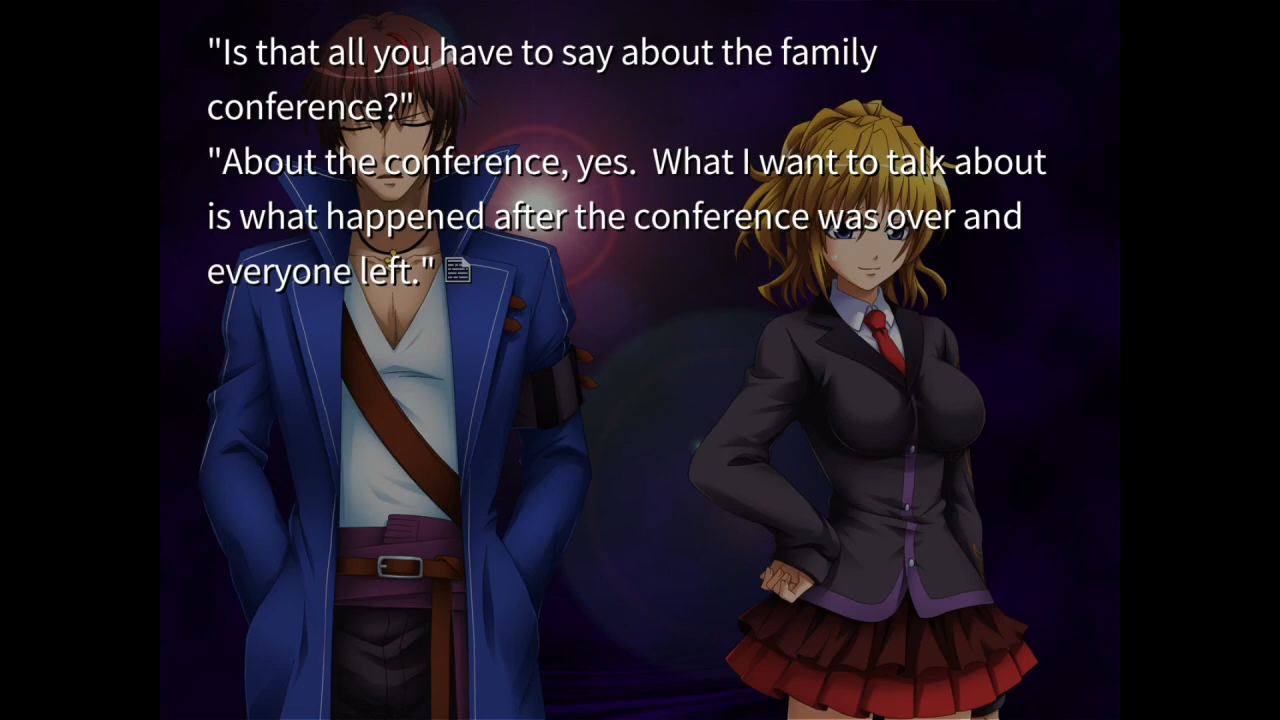 "Is that all you have to say about the family
conference?"
"About the conference, yes.  What I want to talk about
is what happened after the conference was over and
everyone left."